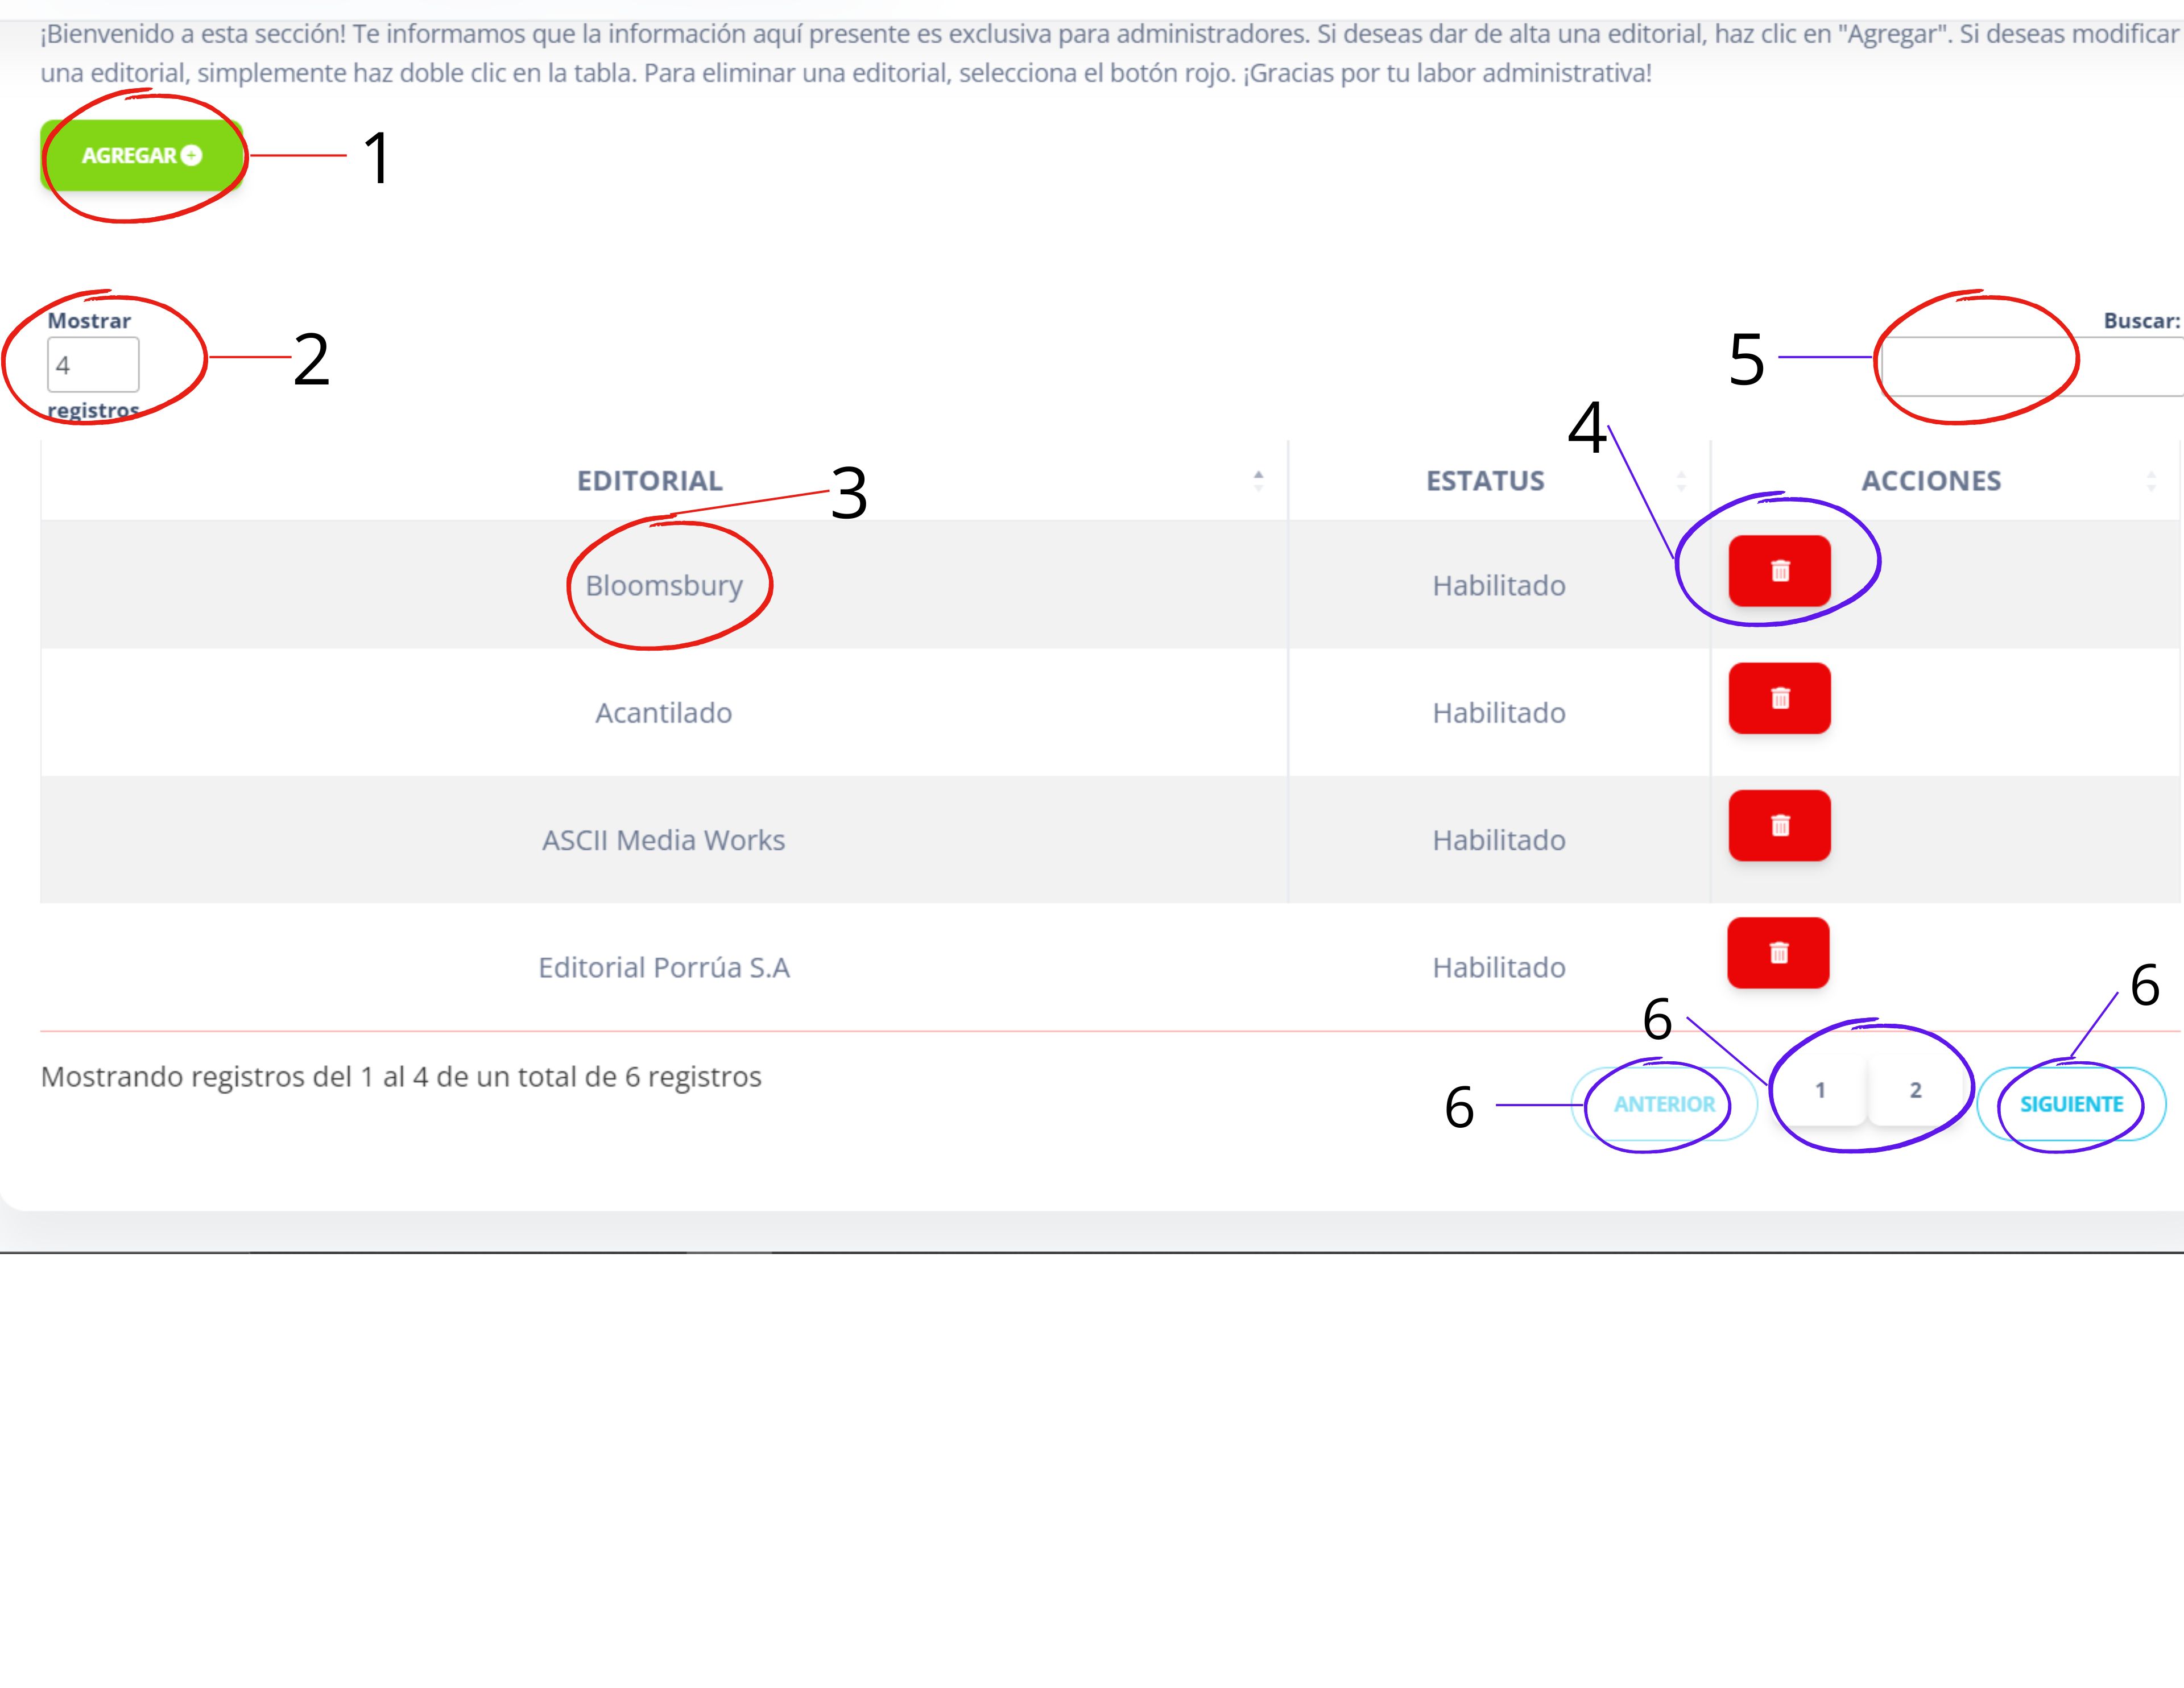 ¡Bienvenido a esta sección! Te informamos que la información aquí presente es exclusiva para administradores. Si deseas dar de alta una editorial, haz clic en "Agregar". Si deseas modificar
una editorial, simplemente haz doble clic en la tabla. Para eliminar una editorial, selecciona el botón rojo. ¡Gracias por tu labor administrativa!
AGREGAR 1
Mostrar Buscar:
4 2 5
registros
4
EDITORIAL ESTATUS ACCIONES
3
Bloomsbury Habilitado
Acantilado Habilitado
ASCII Media Works Habilitado
Editorial Porrúa S.A Habilitado
6 6
Mostrando registros del 1 al 4 de un total de 6 registros
6 ANTERIOR 1 2 SIGUIENTE